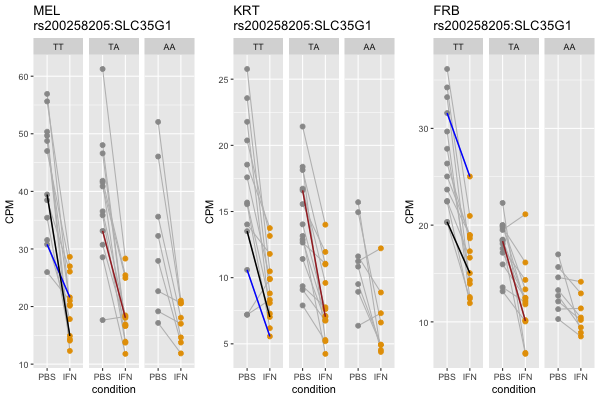 MEL
rs200258205:SLC35G1
TT TA AA
CPM
60
50
40
30
20
10
PBS IFN PBS IFN PBS IFN
condition
KRT
rs200258205:SLC35G1
TT TA AA
CPM
25
20
15
10
5
PBS IFN PBS IFN PBS IFN
condition
FRB
rs200258205:SLC35G1
TT TA AA
CPM
30
20
10
PBS IFN PBS IFN PBS IFN
condition